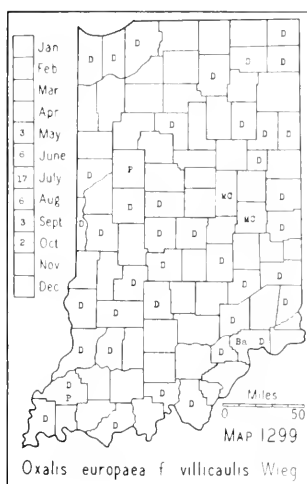 Jan
Feb
Mar
Apr
3 May
6 June
17 July
6 Aug
3 Sept
2 Oct
Nov
Dec
D D D D
D D D
D D
D D D D
D
P
D
D D
MC
D D
MC
D D D D
D
D
D D
D
D D D
D
D Ba D
D D
D
P
D
D
D
D
Miles
0 50
MAP 1299
Oxalis europaea f villicaulis Wieg